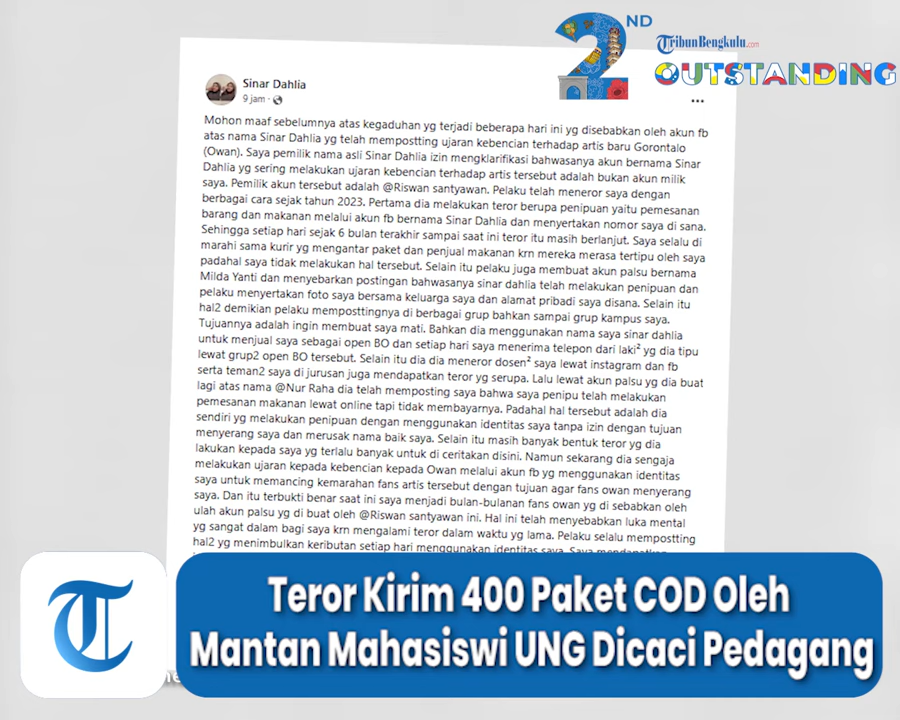 2ND
TribunBengkulu.com
OUTSTANDING
Sinar Dahlia
9 jam ·
Mohon maaf sebelumnya atas kegaduhan yg terjadi beberapa hari ini yg disebabkan oleh akun fb
atas nama Sinar Dahlia yg telah mempostting ujaran kebencian terhadap artis baru Gorontalo
(Owan). Saya pemilik nama asli Sinar Dahlia izin mengklarifikasi bahwasanya akun bernama Sinar
Dahlia yg sering melakukan ujaran kebencian terhadap artis tersebut adalah bukan akun milik
saya. Pemilik akun tersebut adalah @Riswan santyawan. Pelaku telah meneror saya dengan
berbagai cara sejak tahun 2023. Pertama dia melakukan teror berupa penipuan yaitu pemesanan
barang dan makanan melalui akun fb bernama Sinar Dahlia dan menyertakan nomor saya di sana.
Sehingga setiap hari sejak 6 bulan terakhir sampai saat ini teror itu masih berlanjut. Saya selalu di
marahi sama kurir yg mengantar paket dan penjual makanan krn mereka merasa tertipu oleh saya
padahal saya tidak melakukan hal tersebut. Selain itu pelaku juga membuat akun palsu bernama
Milda Yanti dan menyebarkan postingan bahwasanya sinar dahlia telah melakukan penipuan dan
pelaku menyertakan foto saya bersama keluarga saya dan alamat pribadi saya disana. Selain itu
hal2 demikian pelaku memposttingnya di berbagai grup bahkan sampai grup kampus saya.
Tujuannya adalah ingin membuat saya mati. Bahkan dia menggunakan nama saya sinar dahlia
untuk menjual saya sebagai open BO dan setiap hari saya menerima telepon dari laki² yg dia tipu
lewat grup2 open BO tersebut. Selain itu dia dia meneror dosen² saya lewat instagram dan fb
serta teman2 saya di jurusan juga mendapatkan teror yg serupa. Lalu lewat akun palsu yg dia buat
lagi atas nama @Nur Raha dia telah memposting saya bahwa saya penipu telah melakukan
pemesanan makanan lewat online tapi tidak membayarnya. Padahal hal tersebut adalah dia
sendiri yg melakukan penipuan dengan menggunakan identitas saya tanpa izin dengan tujuan
menyerang saya dan merusak nama baik saya. Selain itu masih banyak bentuk teror yg dia
lakukan kepada saya yg terlalu banyak untuk di ceritakan disini. Namun sekarang dia sengaja
melakukan ujaran kepada kebencian kepada Owan melalui akun fb yg menggunakan identitas
saya untuk memancing kemarahan fans artis tersebut dengan tujuan agar fans owan menyerang
saya. Dan itu terbukti benar saat ini saya menjadi bulan-bulanan fans owan yg di sebabkan oleh
ulah akun palsu yg di buat oleh @Riswan santyawan ini. Hal ini telah menyebabkan luka mental
yg sangat dalam bagi saya krn mengalami teror dalam waktu yg lama. Pelaku selalu mempostting
hal2 yg menimbulkan keributan setiap hari menggunakan identitas saya. Saya mendapatkan
Teror Kirim 400 Paket COD Oleh
Mantan Mahasiswi UNG Dicaci Pedagang